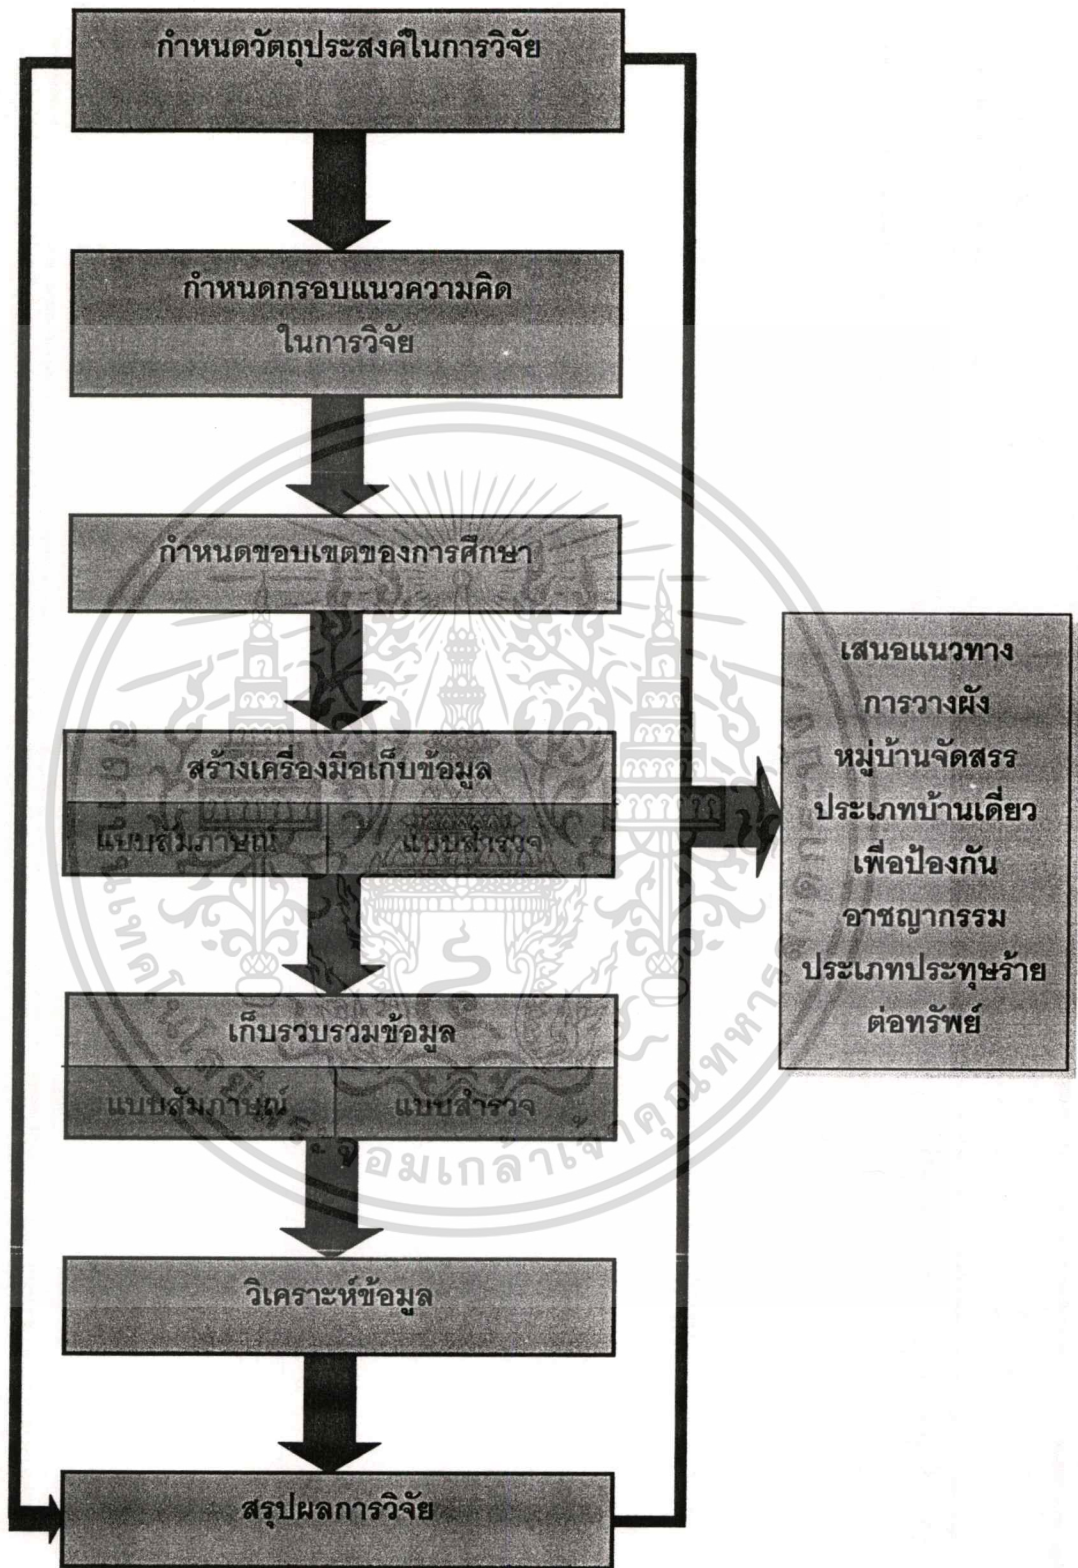 กำหนดวัตถุประสงค์ในการวิจัย
กำหนดกรอบแนวความคิด
ในการวิจัย
กำหนดขอบเขตของการศึกษา
สร้างเครื่องมือเก็บข้อมูล
แบบสัมภาษณ์ แบบสำรวจ
เก็บรวบรวมข้อมูล
แบบสัมภาษณ์ แบบสำรวจ
วิเคราะห์ข้อมูล
สรุปผลการวิจัย
เสนอแนวทาง
การวางผัง
หมู่บ้านจัดสรร
ประเภทบ้านเดี่ยว
เพื่อป้องกัน
อาชญากรรม
ประเภทประทุษร้าย
ต่อทรัพย์